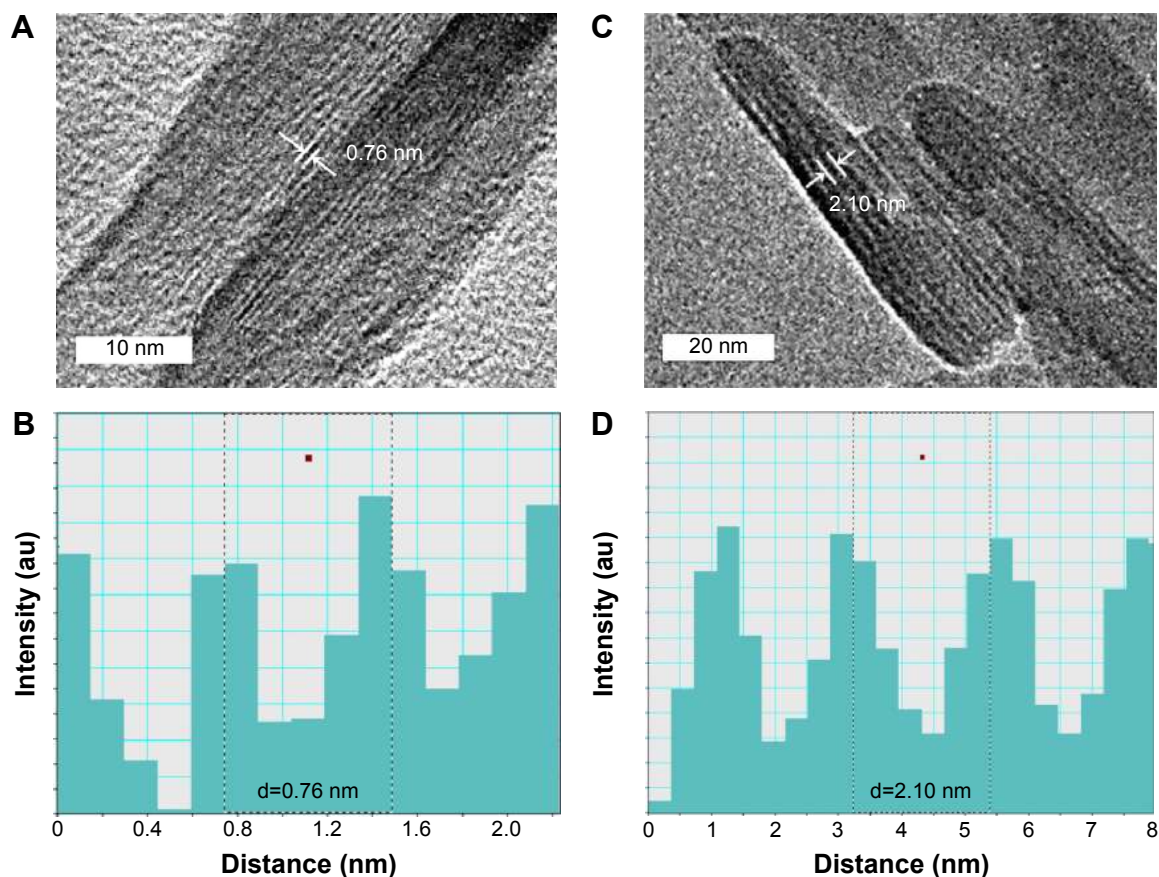 A
0.76 nm
10 nm
C
2.10 nm
20 nm
B
Intensity (au)
d=0.76 nm
0 0.4 0.8 1.2 1.6 2.0
Distance (nm)
D
Intensity (au)
d=2.10 nm
0 1 2 3 4 5 6 7 8
Distance (nm)